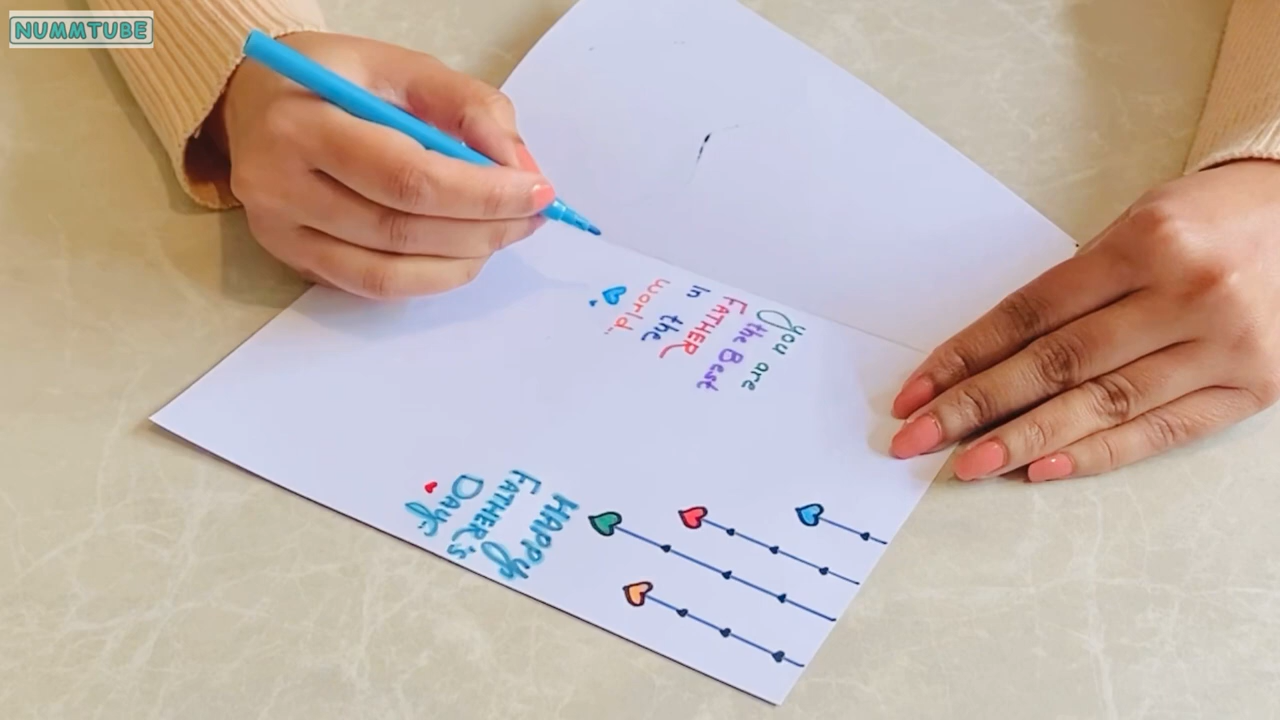 NUMMTUBE
you are
the Best
FATHER
In the
world..
HAPPy
FATHER's
DAy..